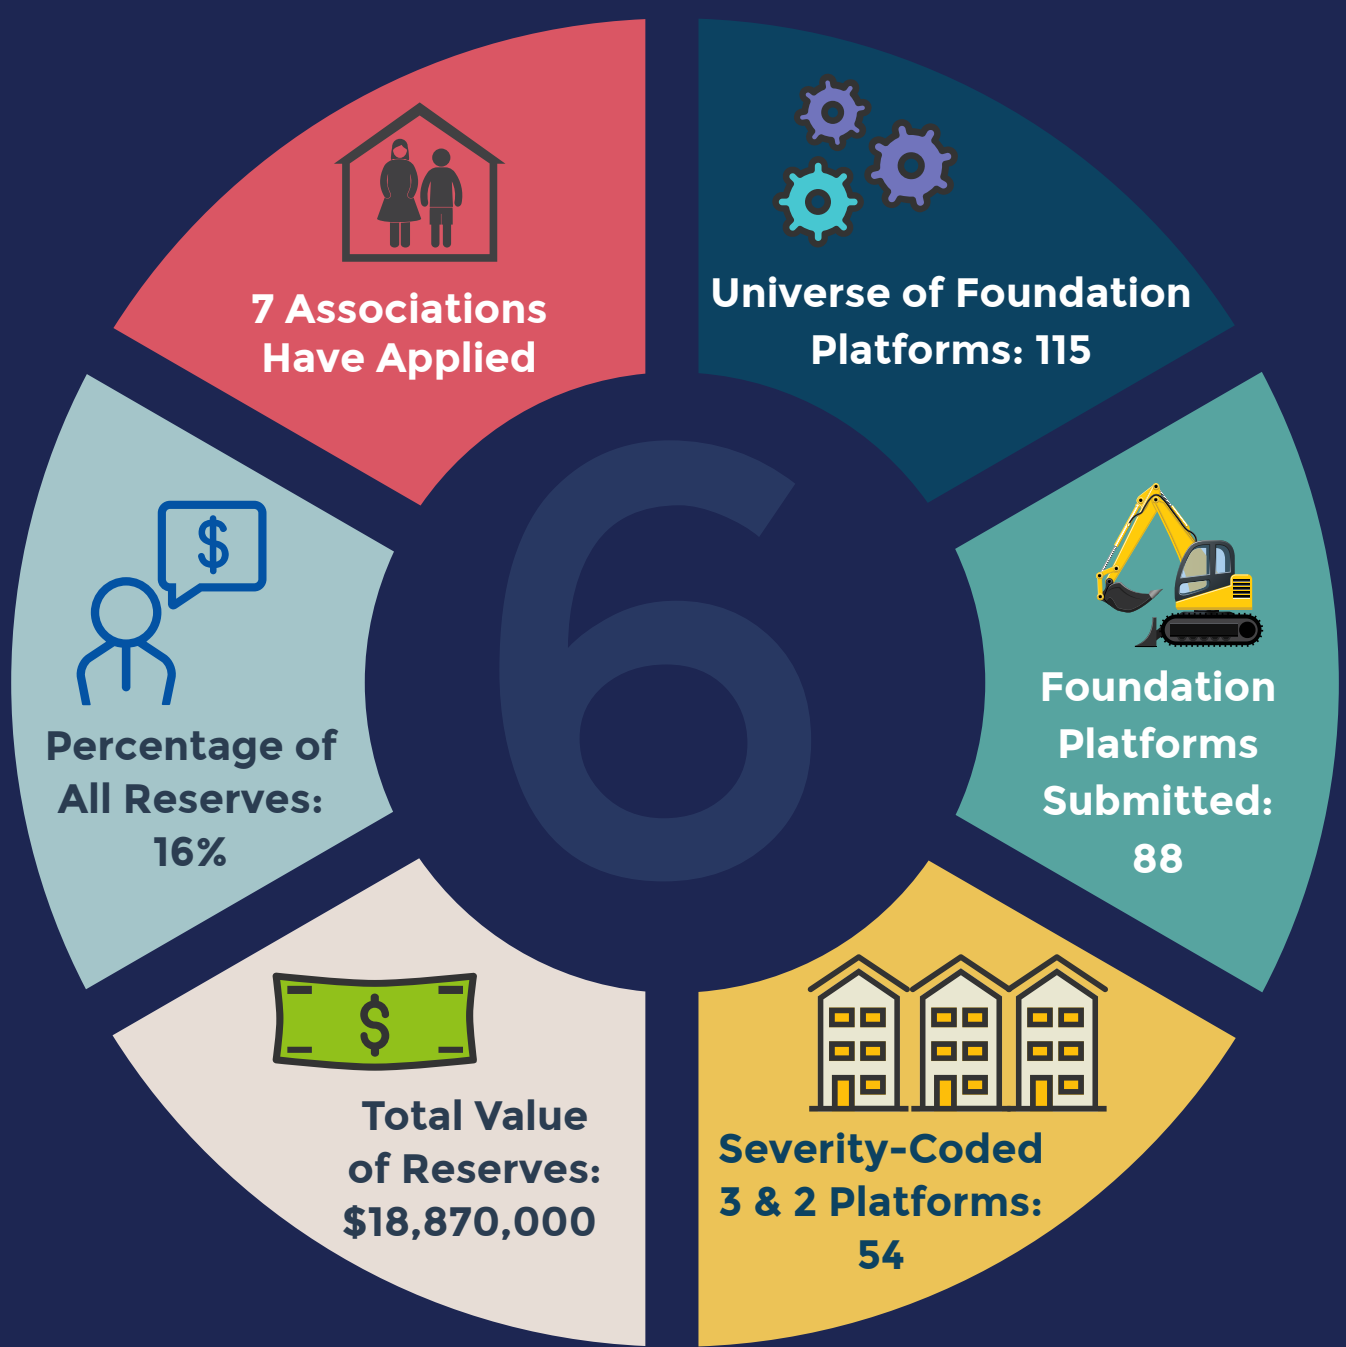 7 Associations
Have Applied
Universe of Foundation
Platforms: 115
Foundation
Platforms
Submitted:
88
Severity-Coded
3 & 2 Platforms:
54
$
Total Value
of Reserves:
$18,870,000
$
Percentage of
All Reserves:
16%
6